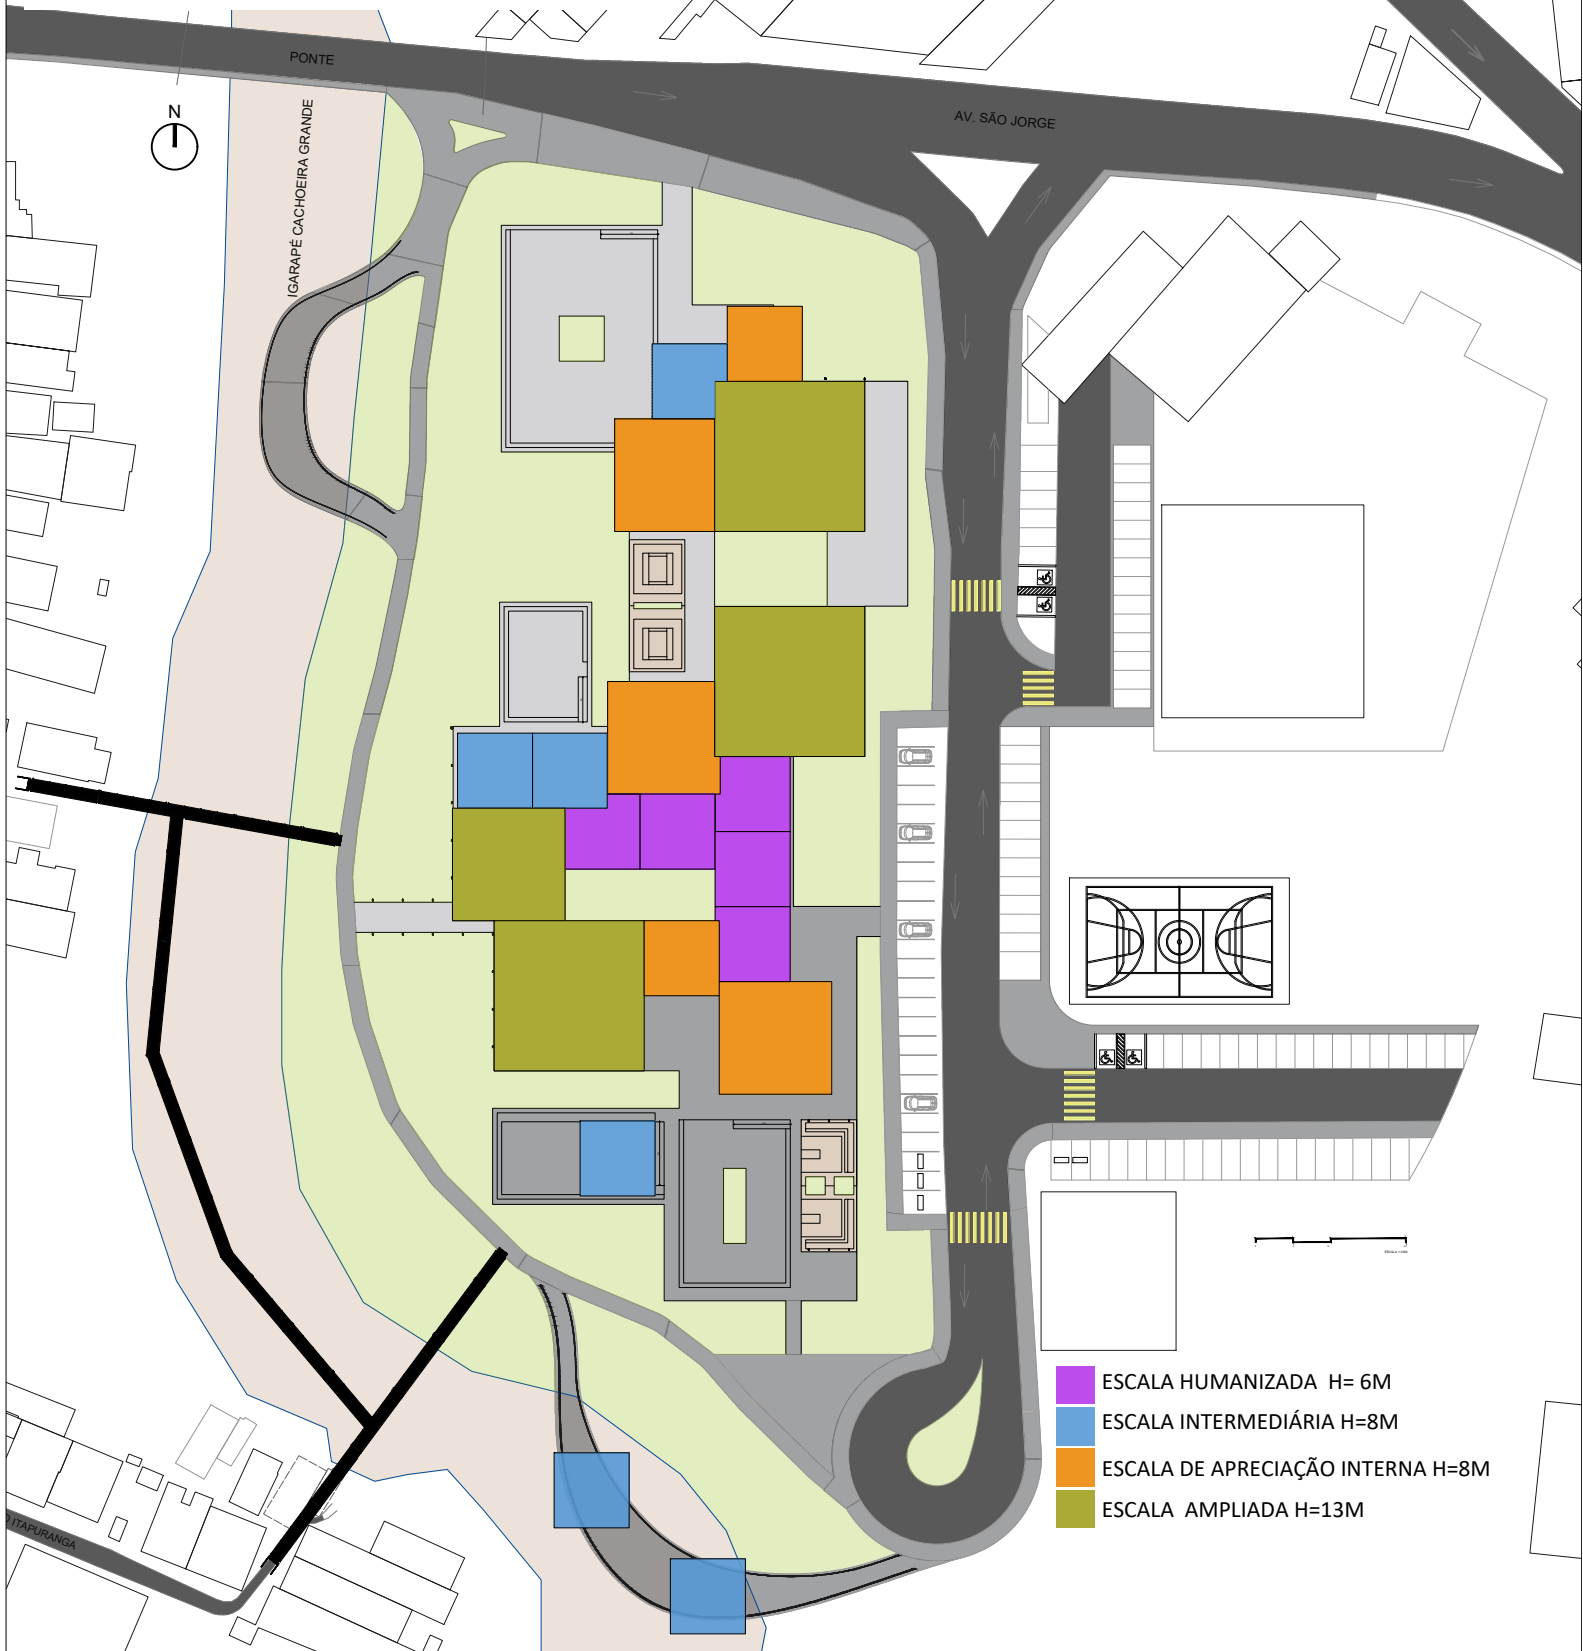 PONTE
AV. SÃO JORGE
N
IGARAPÉ CACHOEIRA GRANDE
ESCALA HUMANIZADA H= 6M
ESCALA INTERMEDIÁRIA H=8M
ESCALA DE APRECIAÇÃO INTERNA H=8M
ESCALA AMPLIADA H=13M
ITAPURANGA